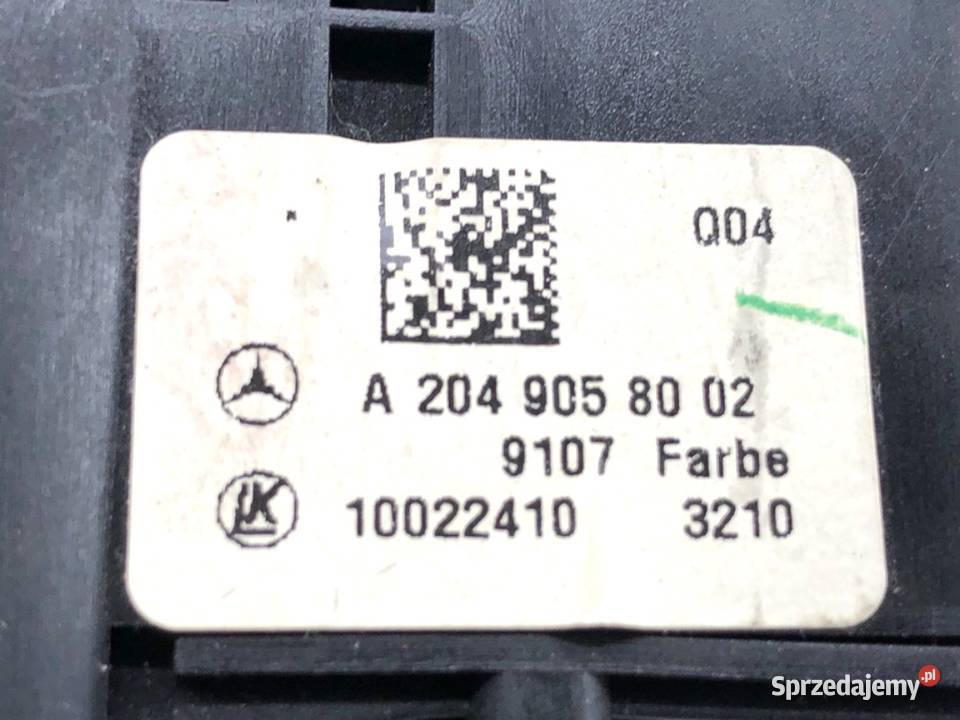 Q04
A 204 905 80 02
9107 Farbe
10022410 3210
Sprzedajemy.pl